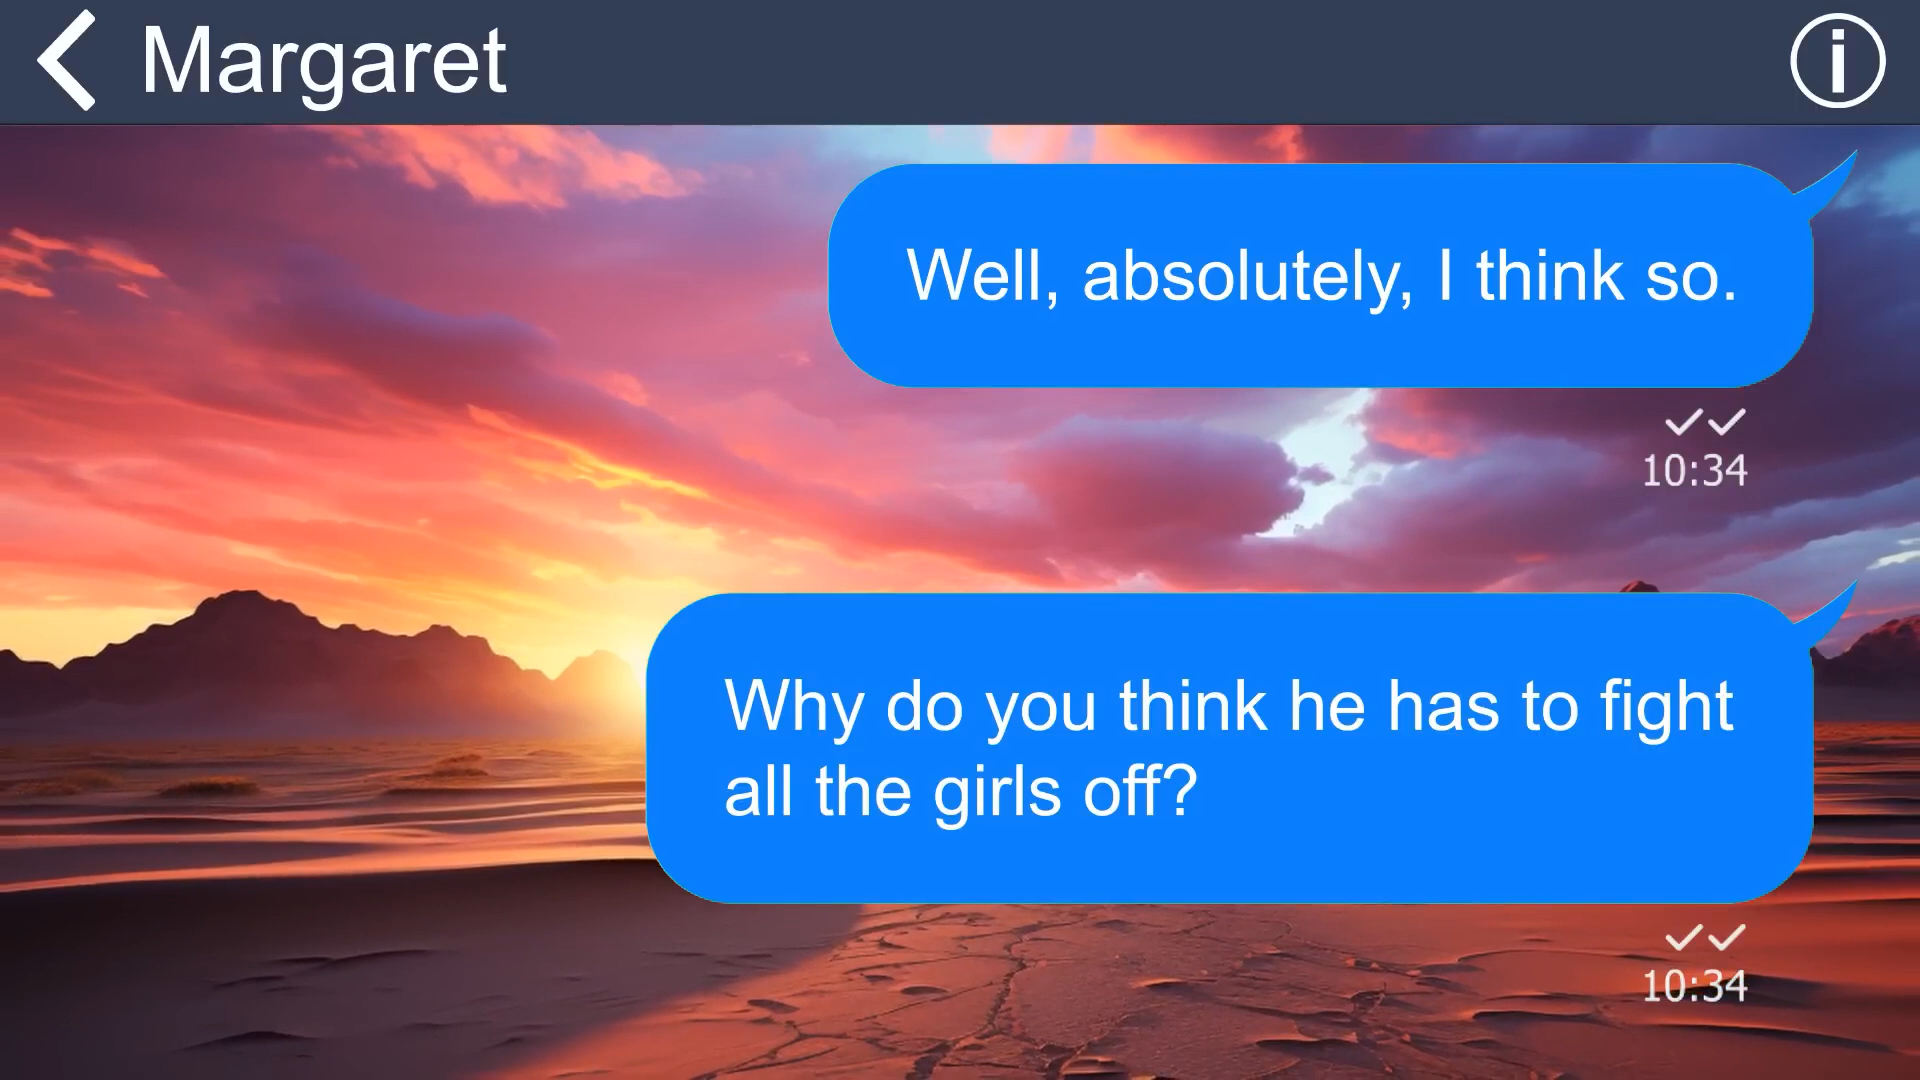 Margaret
Well, absolutely, I think so.
10:34
Why do you think he has to fight
all the girls off?
10:34